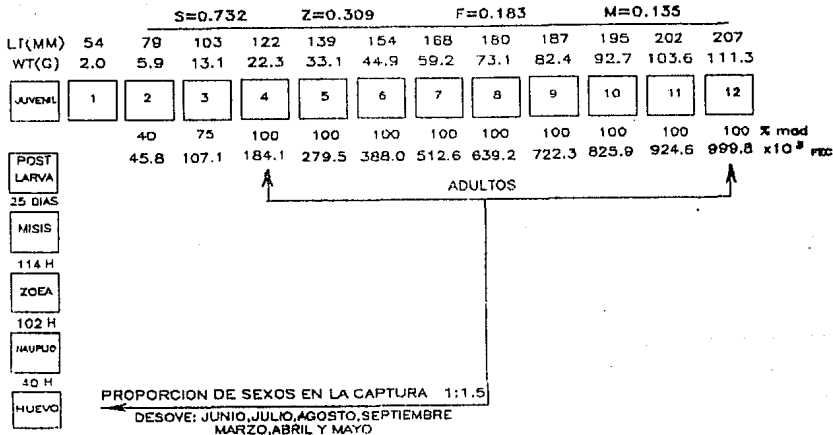 S=0.732 Z=0.309 F=0.183 M=0.135
LT(MM) 54 79 103 122 139 154 168 180 187 195 202 207
WT(G) 2.0 5.9 13.1 22.3 33.1 44.9 59.2 73.1 82.4 92.7 103.6 111.3
JUVENIL 1 2 3 4 5 6 7 8 9 10 11 12
40 75 100 100 100 100 100 100 100 100 100 % mad
45.8 107.1 184.1 279.5 388.0 512.6 639.2 722.3 825.9 924.6 999.8 x10³ FEC
POST
LARVA
ADULTOS
25 DIAS
MISIS
114 H
ZOEA
102 H
NAUPLIO
40 H
HUEVO
PROPORCION DE SEXOS EN LA CAPTURA 1:1.5
DESOVE: JUNIO,JULIO,AGOSTO,SEPTIEMBRE
MARZO,ABRIL Y MAYO